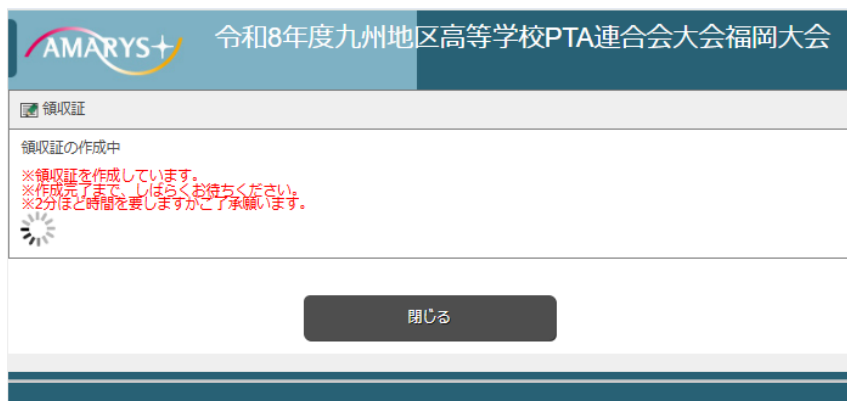 AMARYS+
令和8年度九州地区高等学校PTA連合会大会福岡大会
領収証
領収証の作成中
※領収証を作成しています。
※作成完了まで、しばらくお待ちください。
※2分ほど時間を要しますがご了承願います。
閉じる